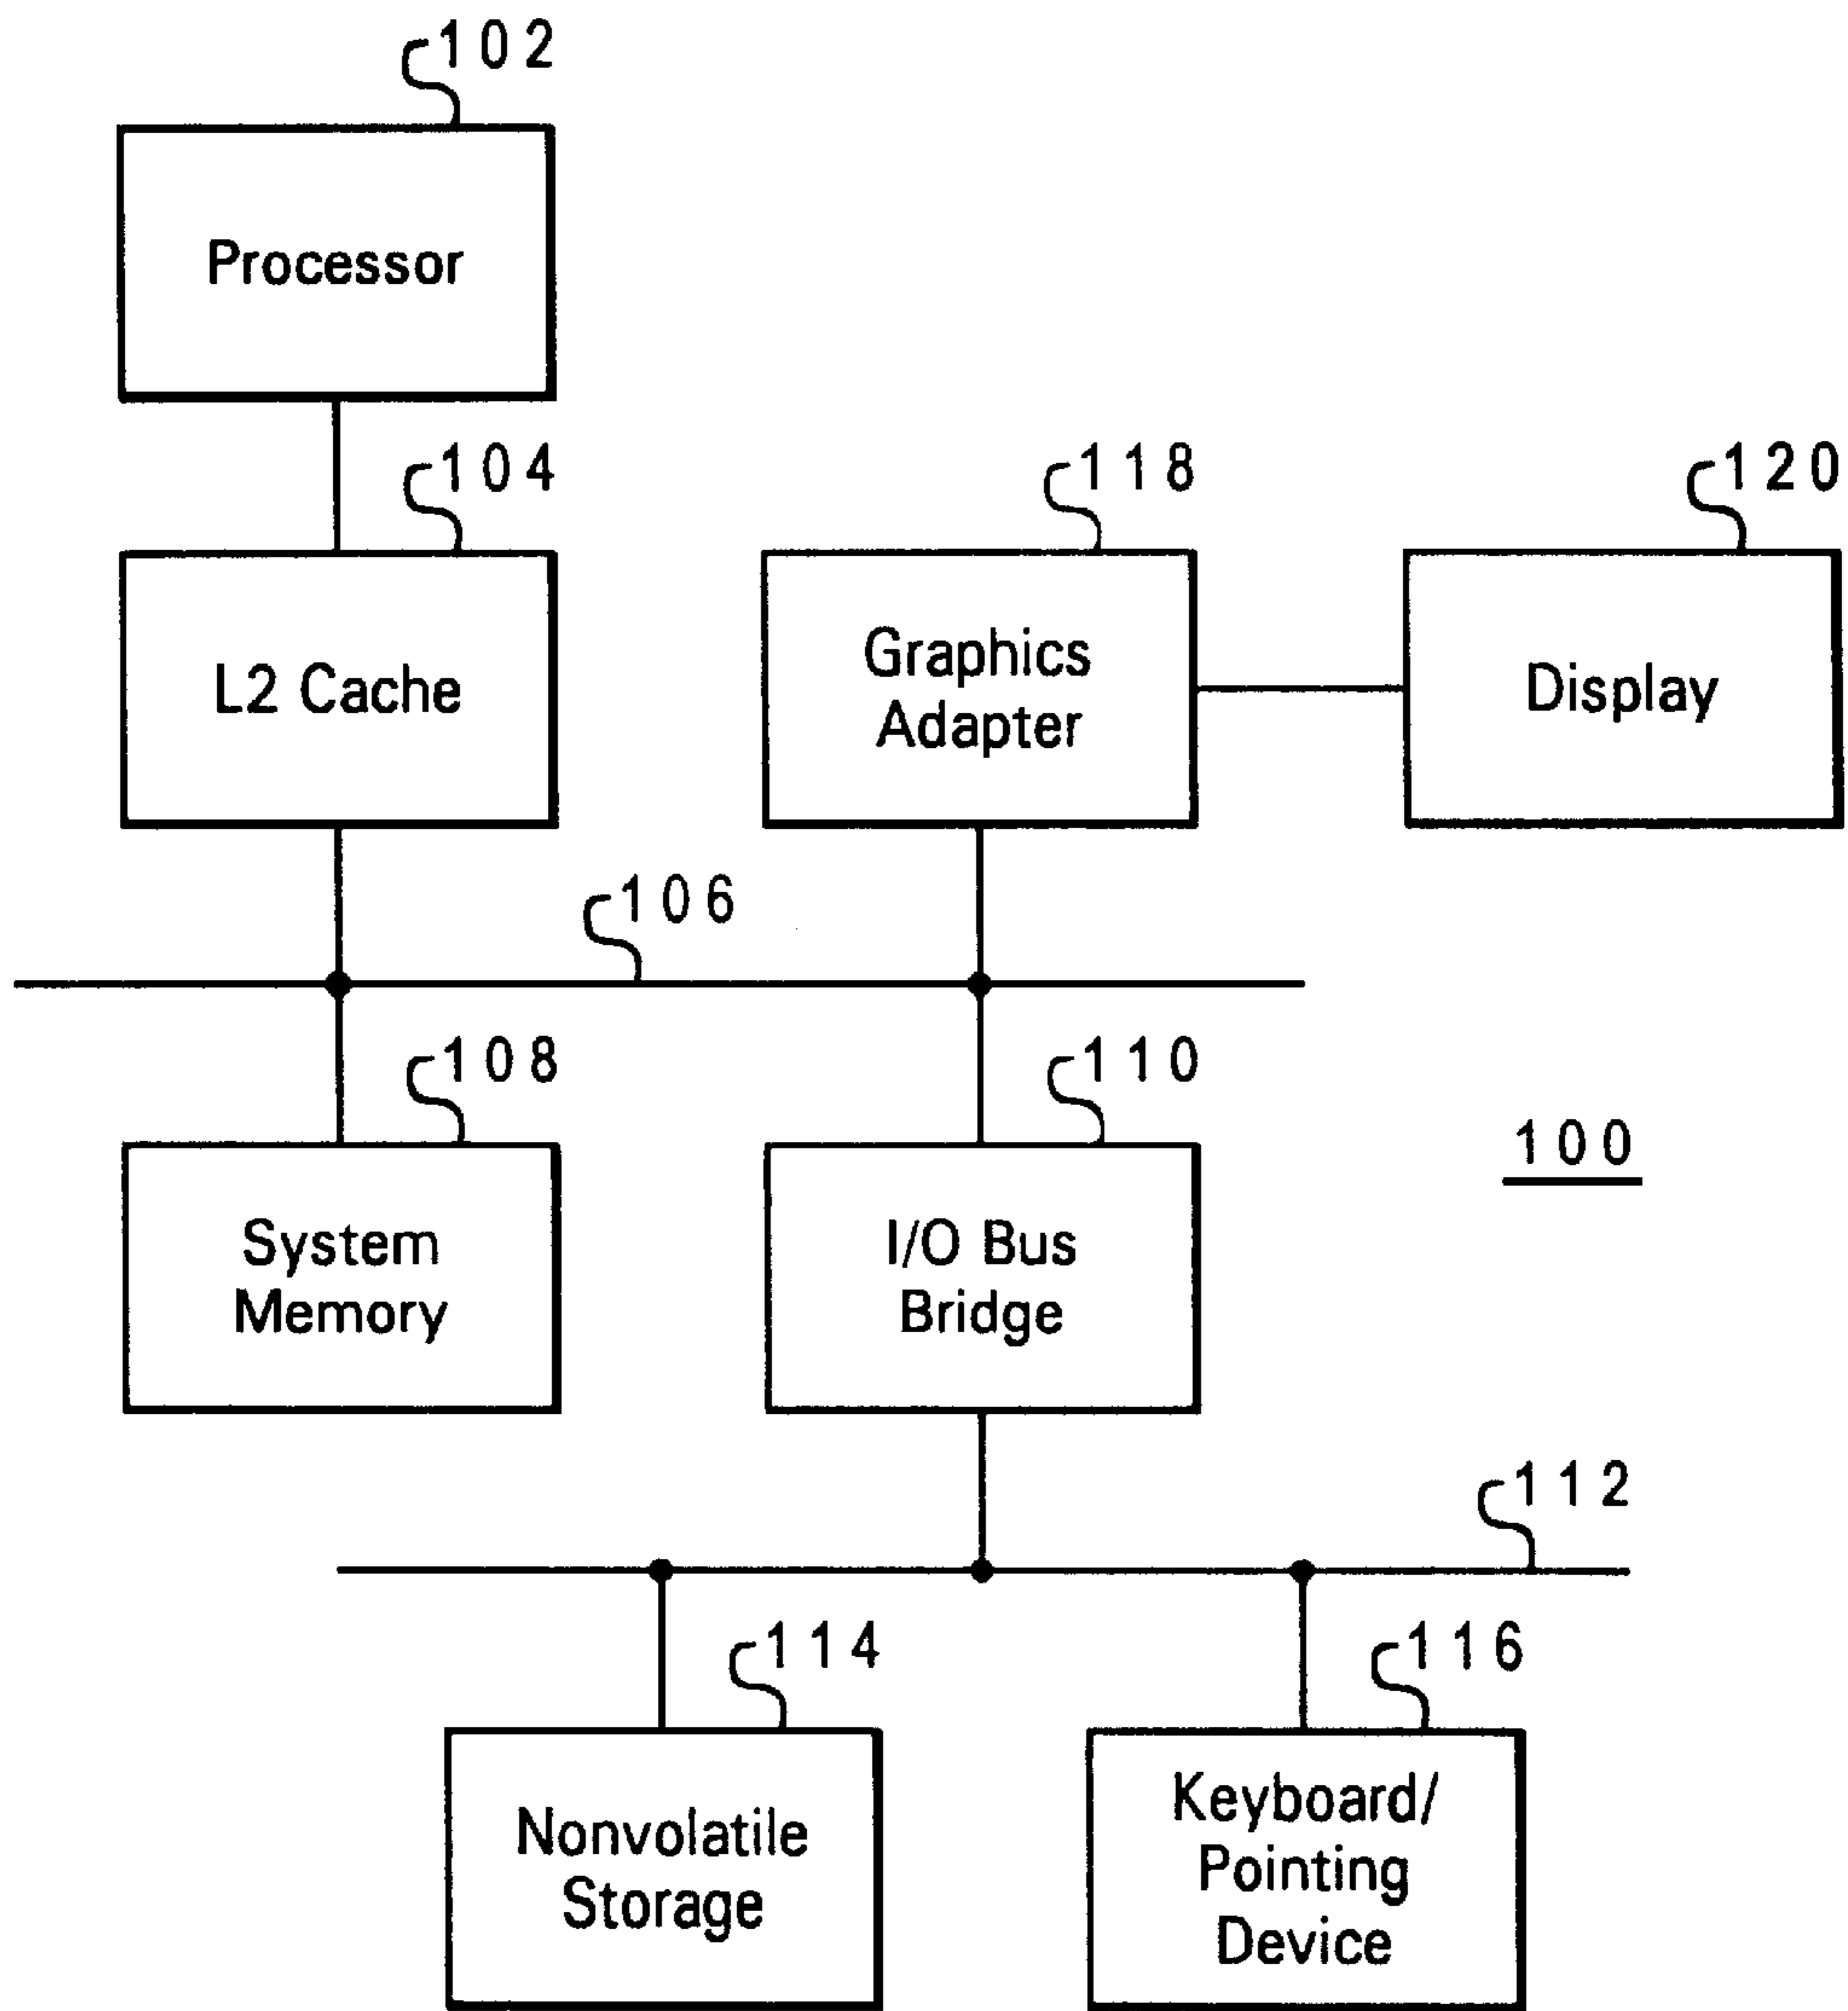 102
Processor
104
118
120
L2 Cache
Graphics
Adapter
Display
106
108
110
100
System
Memory
I/O Bus
Bridge
112
114
116
Nonvolatile
Storage
Keyboard/
Pointing
Device